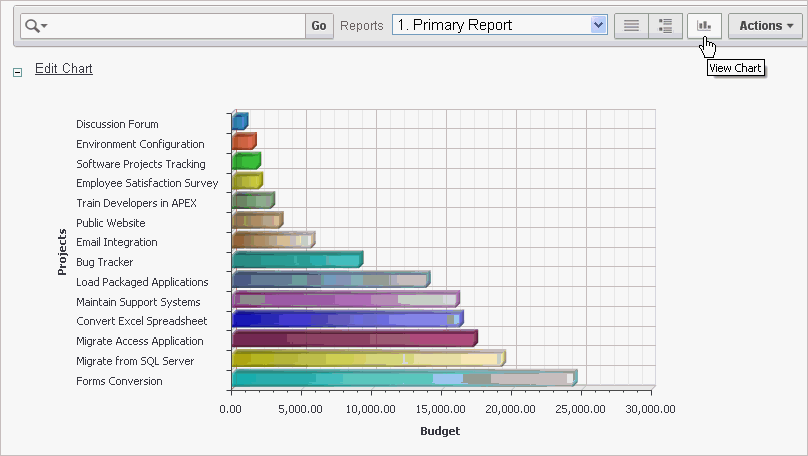 Go Reports 1. Primary Report Actions
View Chart
Edit Chart
Discussion Forum
Environment Configuration
Software Projects Tracking
Employee Satisfaction Survey
Train Developers in APEX
Public Website
Email Integration
Bug Tracker
Load Packaged Applications
Maintain Support Systems
Convert Excel Spreadsheet
Migrate Access Application
Migrate from SQL Server
Forms Conversion
Projects
0.00 5,000.00 10,000.00 15,000.00 20,000.00 25,000.00 30,000.00
Budget